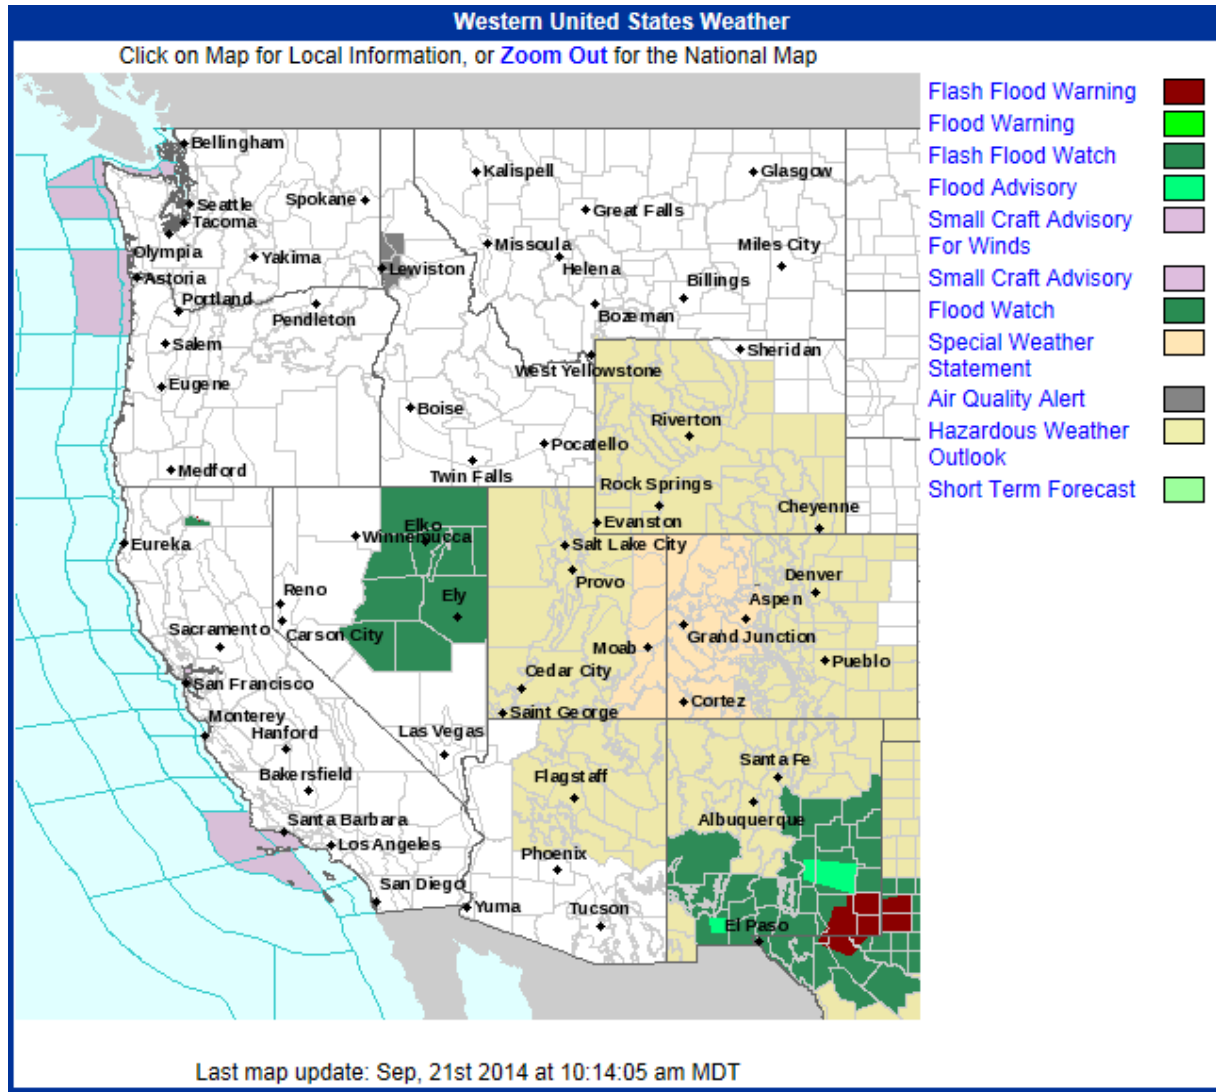 Western United States Weather
Click on Map for Local Information, or Zoom Out for the National Map
Flash Flood Warning
Flood Warning
Flash Flood Watch
Flood Advisory
Small Craft Advisory
For Winds
Small Craft Advisory
Flood Watch
Special Weather
Statement
Air Quality Alert
Hazardous Weather
Outlook
Short Term Forecast
Bellingham
Kalispell
Glasgow
Seattle
Spokane
Tacoma
Great Falls
Olympia
Yakima
Lewiston
Missoula
Helena
Miles City
Astoria
Portland
Pendleton
Billings
Bozeman
Salem
Sheridan
West Yellowstone
Eugene
Boise
Riverton
Pocatello
Medford
Twin Falls
Rock Springs
Cheyenne
Elko
Evanston
Winnemucca
Eureka
Salt Lake City
Provo
Denver
Reno
Ely
Aspen
Sacramento
Carson City
Grand Junction
Moab
Pueblo
San Francisco
Cedar City
Cortez
Monterey
Saint George
Hanford
Las Vegas
Santa Fe
Bakersfield
Flagstaff
Albuquerque
Santa Barbara
Los Angeles
Phoenix
San Diego
Yuma
Tucson
El Paso
Last map update: Sep, 21st 2014 at 10:14:05 am MDT